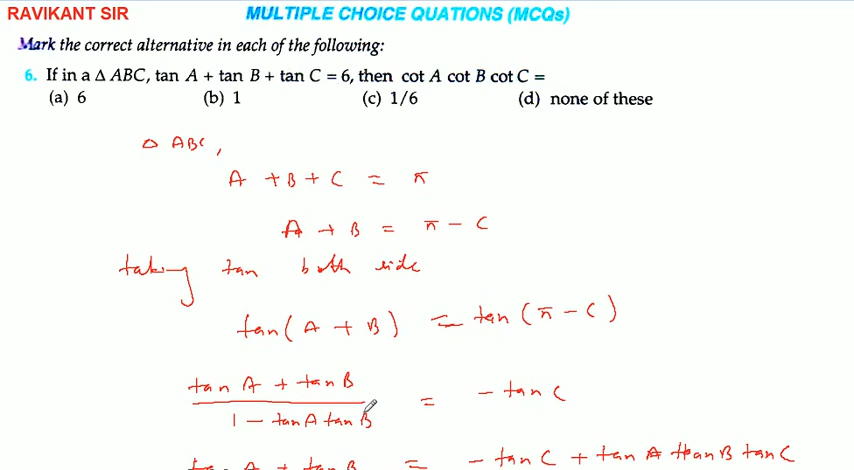 RAVIKANT SIR MULTIPLE CHOICE QUATIONS (MCQs)
Mark the correct alternative in each of the following:
6. If in a Δ ABC, tan A + tan B + tan C = 6, then cot A cot B cot C =
(a) 6 (b) 1 (c) 1/6 (d) none of these
Δ ABC,
A + B + C = π
A + B = π - C
taking tan both side
tan(A + B) = tan(π - C)
tan A + tan B
= - tan C
1 - tan A tan B
tan A + tan B = - tan C + tan A tan B tan C